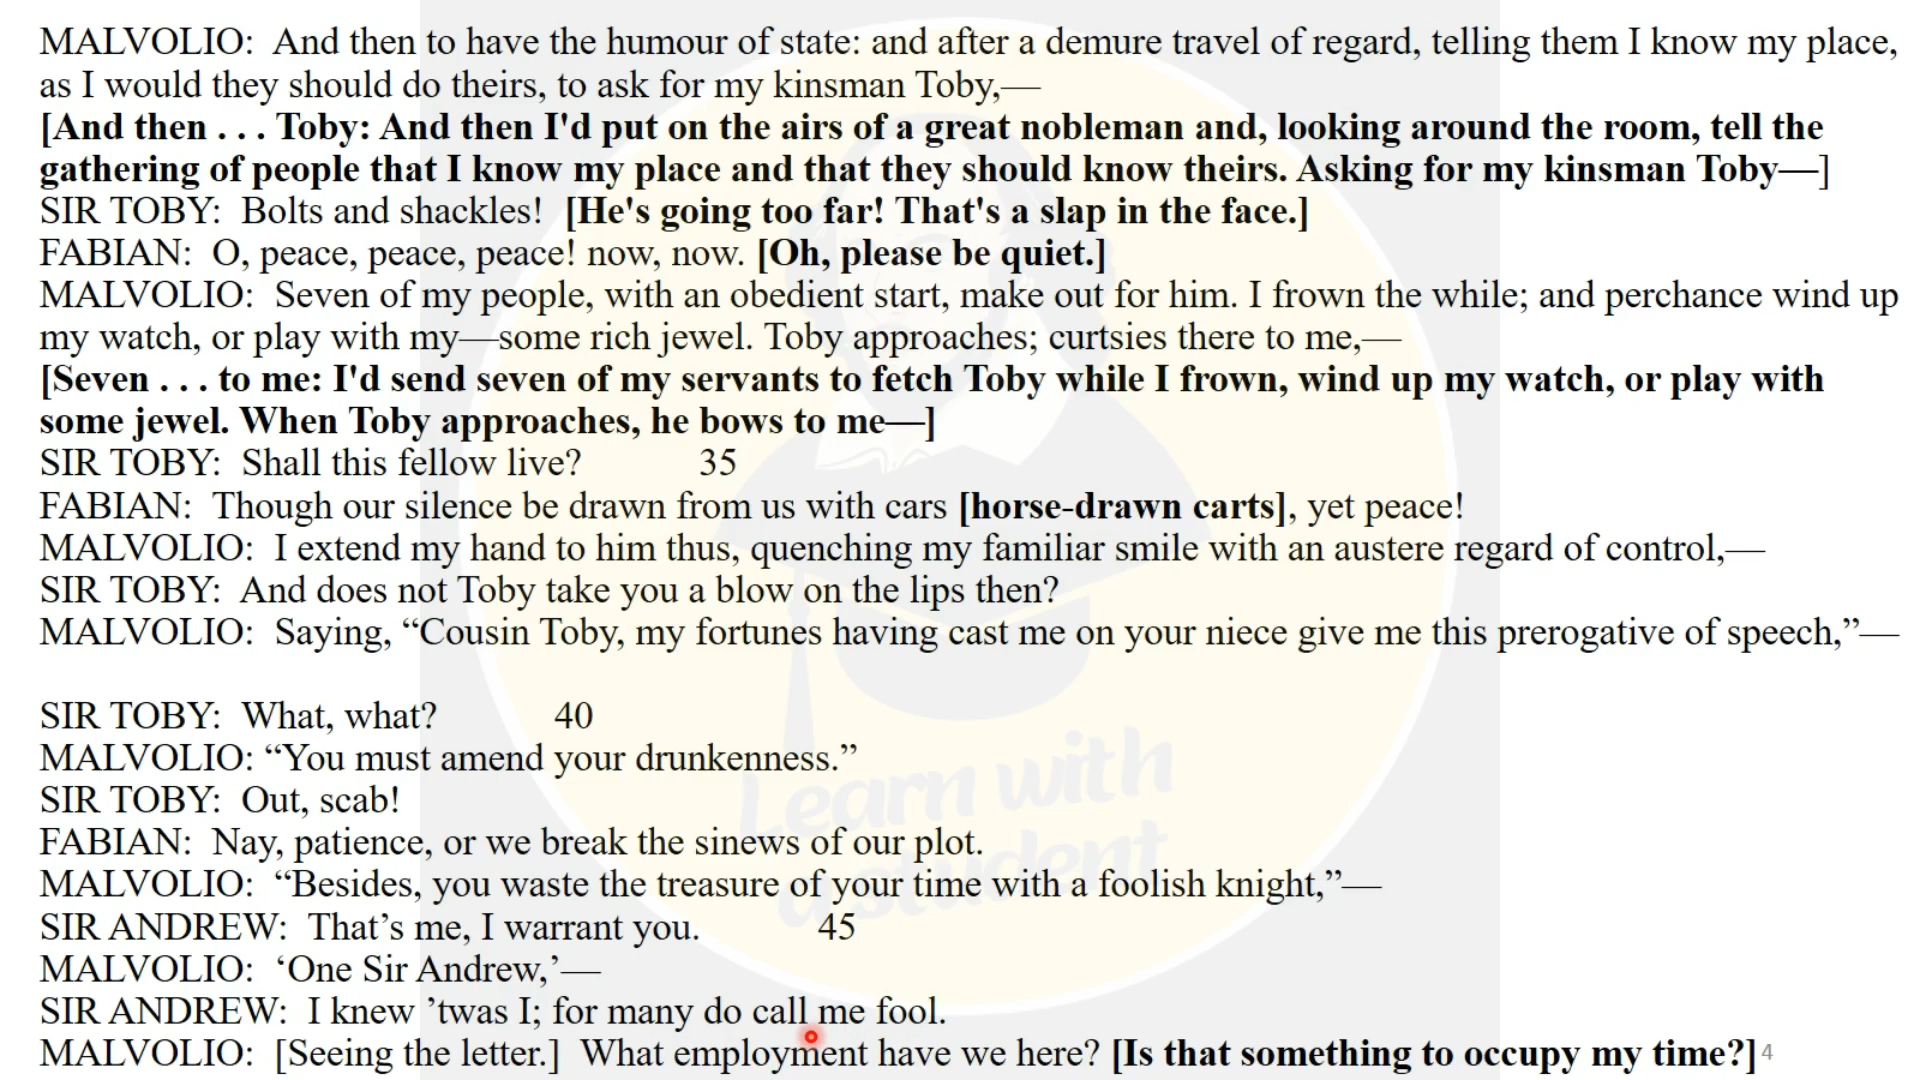 MALVOLIO:  And then to have the humour of state: and after a demure travel of regard, telling them I know my place,
as I would they should do theirs, to ask for my kinsman Toby,—
[And then . . . Toby: And then I'd put on the airs of a great nobleman and, looking around the room, tell the
gathering of people that I know my place and that they should know theirs. Asking for my kinsman Toby—]
SIR TOBY:  Bolts and shackles!  [He's going too far! That's a slap in the face.]
FABIAN:  O, peace, peace, peace! now, now. [Oh, please be quiet.]
MALVOLIO:  Seven of my people, with an obedient start, make out for him. I frown the while; and perchance wind up
my watch, or play with my—some rich jewel. Toby approaches; curtsies there to me,—
[Seven . . . to me: I'd send seven of my servants to fetch Toby while I frown, wind up my watch, or play with
some jewel. When Toby approaches, he bows to me—]
SIR TOBY:  Shall this fellow live?  35
FABIAN:  Though our silence be drawn from us with cars [horse-drawn carts], yet peace!
MALVOLIO:  I extend my hand to him thus, quenching my familiar smile with an austere regard of control,—
SIR TOBY:  And does not Toby take you a blow on the lips then?
MALVOLIO:  Saying, “Cousin Toby, my fortunes having cast me on your niece give me this prerogative of speech,”—
SIR TOBY:  What, what?  40
MALVOLIO: “You must amend your drunkenness.”
SIR TOBY:  Out, scab!
FABIAN:  Nay, patience, or we break the sinews of our plot.
MALVOLIO:  “Besides, you waste the treasure of your time with a foolish knight,”—
SIR ANDREW:  That’s me, I warrant you.  45
MALVOLIO:  ‘One Sir Andrew,’—
SIR ANDREW:  I knew ’twas I; for many do call me fool.
MALVOLIO:  [Seeing the letter.]  What employment have we here? [Is that something to occupy my time?]
4
Learn with
a student